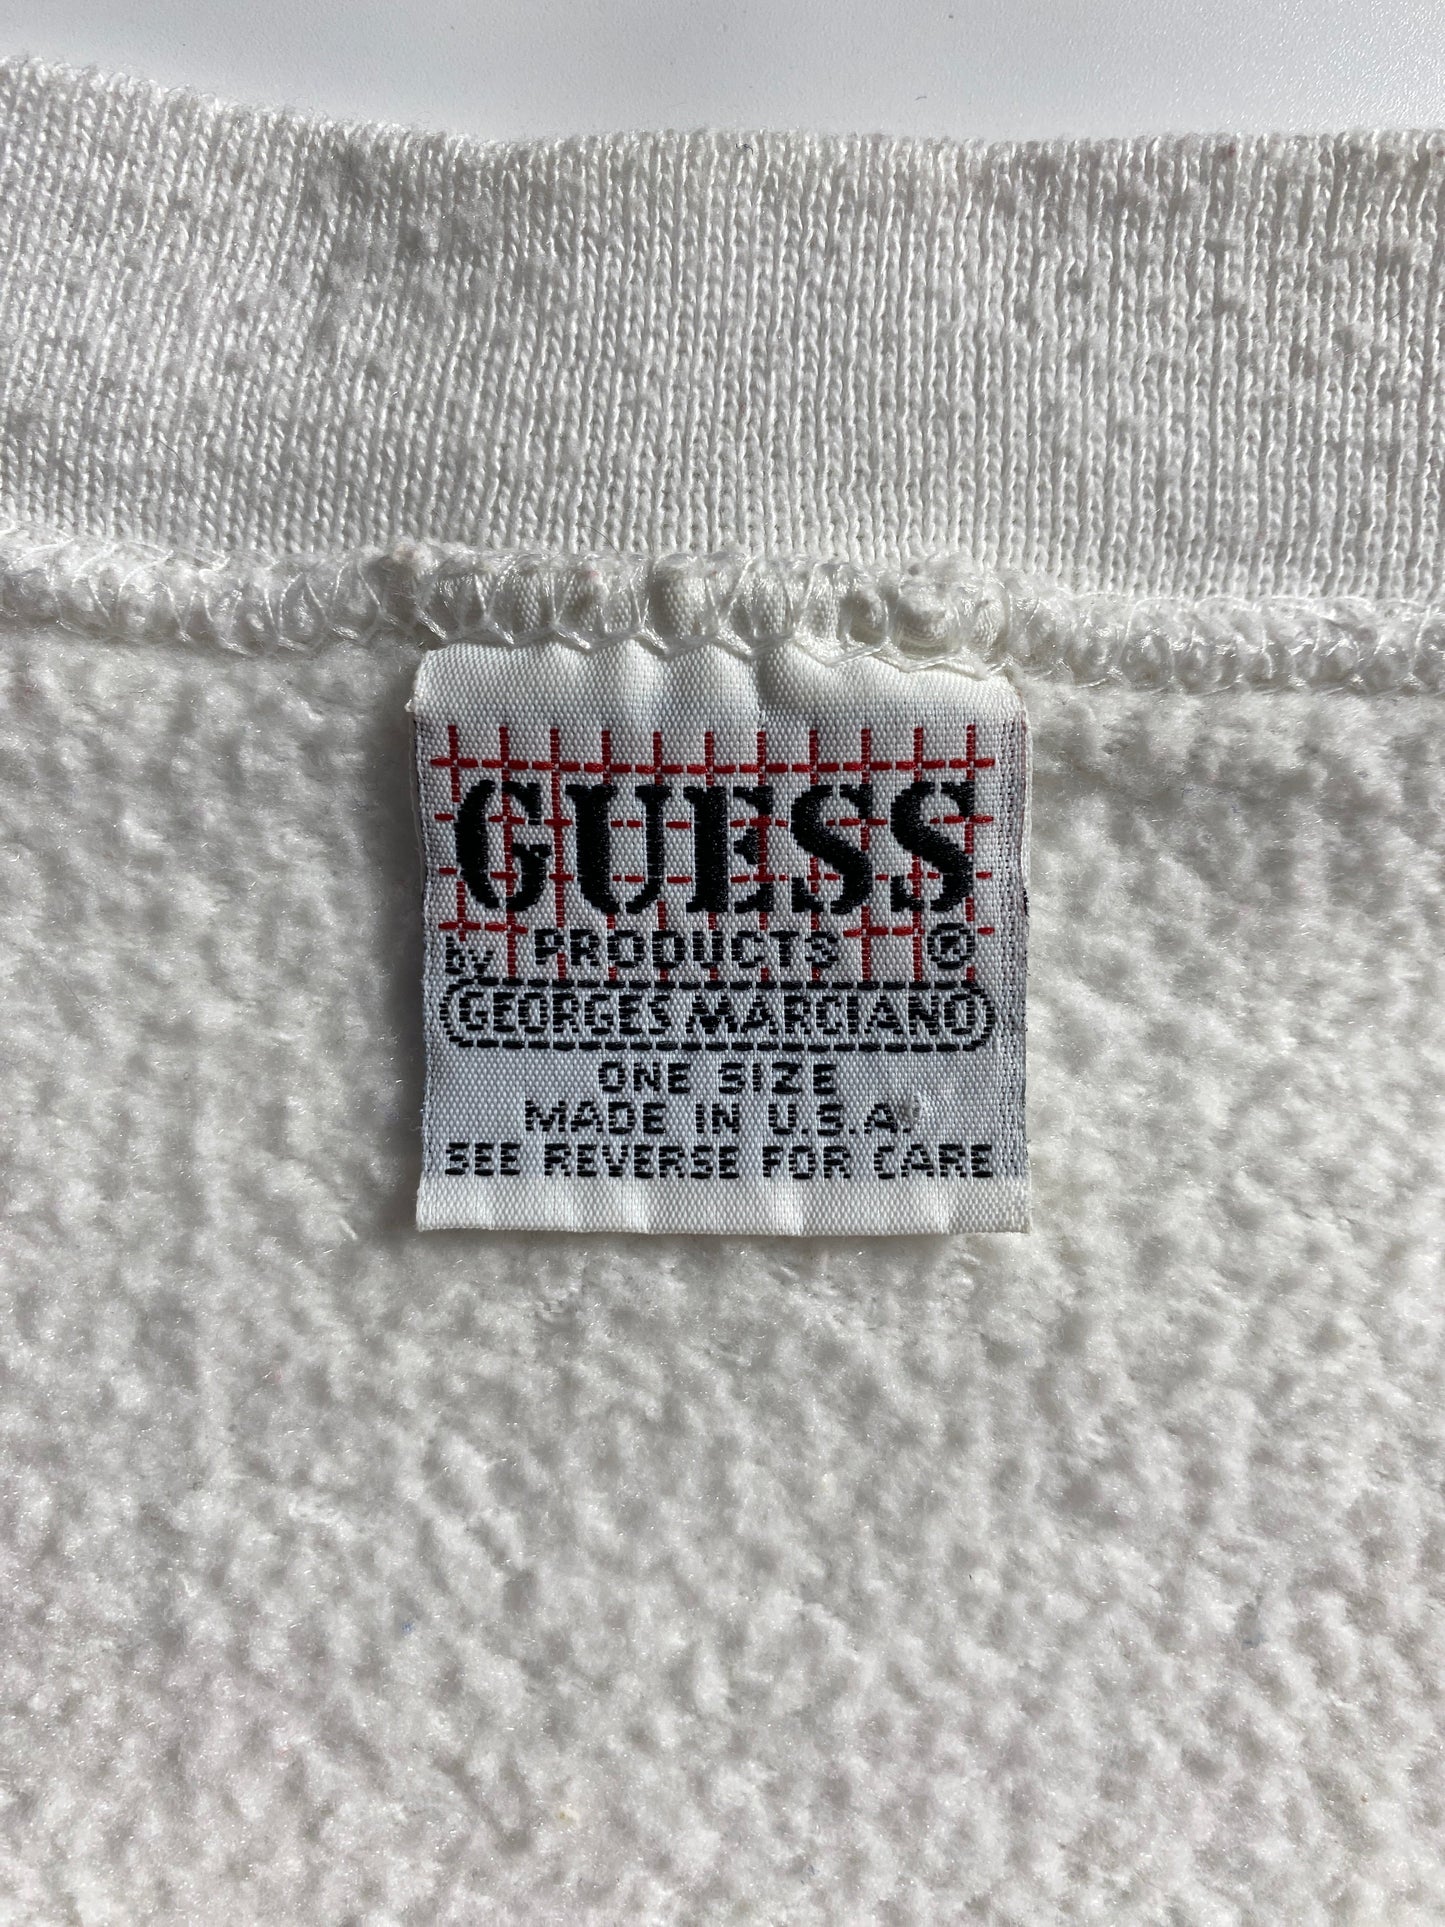 GUESS
by PRODUCTS ®
GEORGES MARCIANO
ONE SIZE
MADE IN U.S.A.
SEE REVERSE FOR CARE